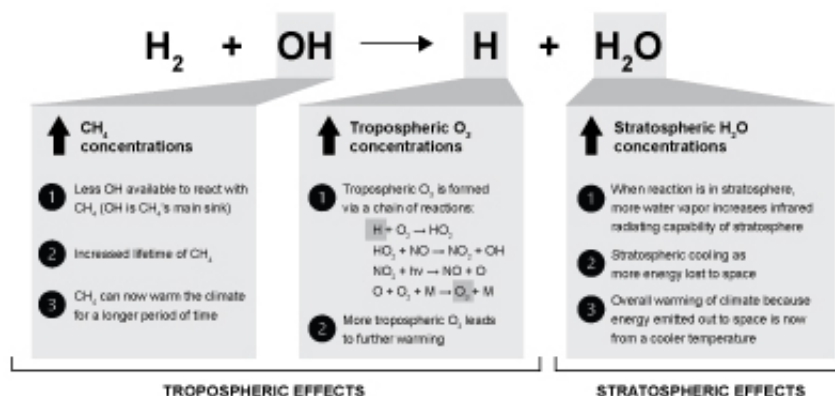 H₂ + OH → H + H₂O
CH₄
concentrations
1 Less OH available to react with
CH₄ (OH is CH₄'s main sink)
2 Increased lifetime of CH₄
3 CH₄ can now warm the climate
for a longer period of time
Tropospheric O₃
concentrations
1 Tropospheric O₃ is formed
via a chain of reactions:
H + O₂ → HO₂
HO₂ + NO → NO₂ + OH
NO₂ + hv → NO + O
O + O₂ + M → O₃ + M
2 More tropospheric O₃ leads
to further warming
Stratospheric H₂O
concentrations
1 When reaction is in stratosphere,
more water vapor increases infrared
radiating capability of stratosphere
2 Stratospheric cooling as
more energy lost to space
3 Overall warming of climate because
energy emitted out to space is now
from a cooler temperature
TROPOSPHERIC EFFECTS
STRATOSPHERIC EFFECTS